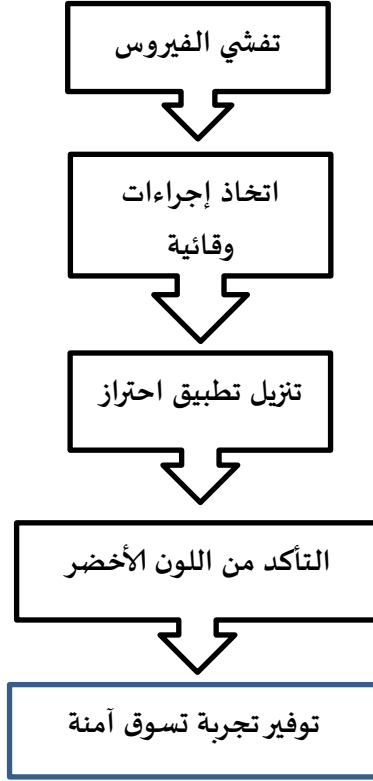 تفشي الفيروس
اتخاذ إجراءات
وقائية
تنزيل تطبيق احتراز
التأكد من اللون الأخضر
توفير تجربة تسوق آمنة